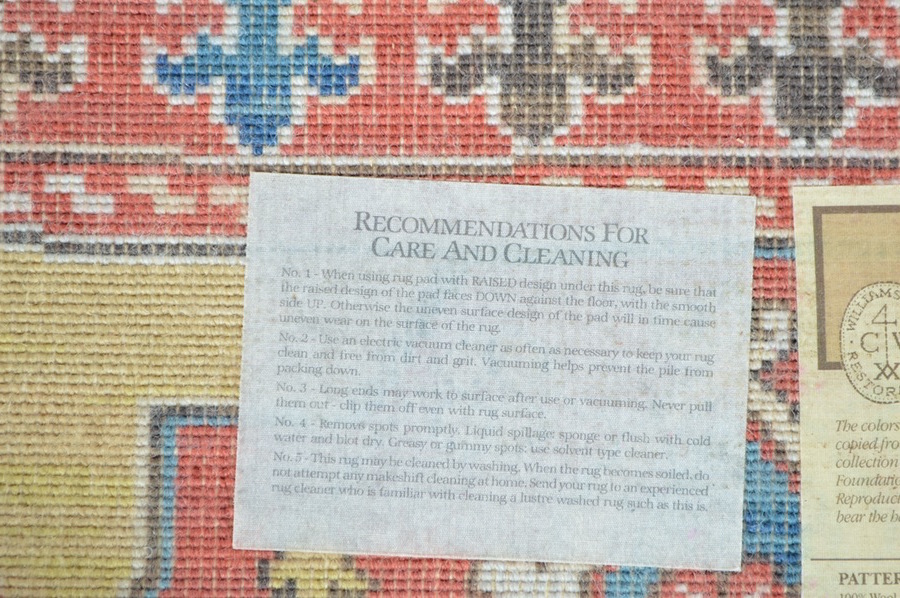 RECOMMENDATIONS FOR
CARE AND CLEANING
No. 1 - When using rug pad with RAISED design under this rug, be sure that
the raised design of the pad faces DOWN against the floor, with the smooth
side UP. Otherwise the uneven surface design of the pad will in time cause
uneven wear on the surface of the rug.
No. 2 - Use an electric vacuum cleaner as often as necessary to keep your rug
clean and free from dirt and grit. Vacuuming helps prevent the pile from
packing down.
No. 3 - Long ends may work to surface after use or vacuuming. Never pull
them out - clip them off even with rug surface.
No. 4 - Remove spots promptly. Liquid spillage: sponge or flush with cold
water and blot dry. Greasy or gummy spots: use solvent type cleaner.
No. 5 - This rug may be cleaned by washing. When the rug becomes soiled, do
not attempt any makeshift cleaning at home. Send your rug to an experienced
rug cleaner who is familiar with cleaning a lustre washed rug such as this is.
WILLIAMS
CW
RESTOR
The colors
copied fro
collection
Foundatio
Reproduc
bear the h
PATTER
100% Wool